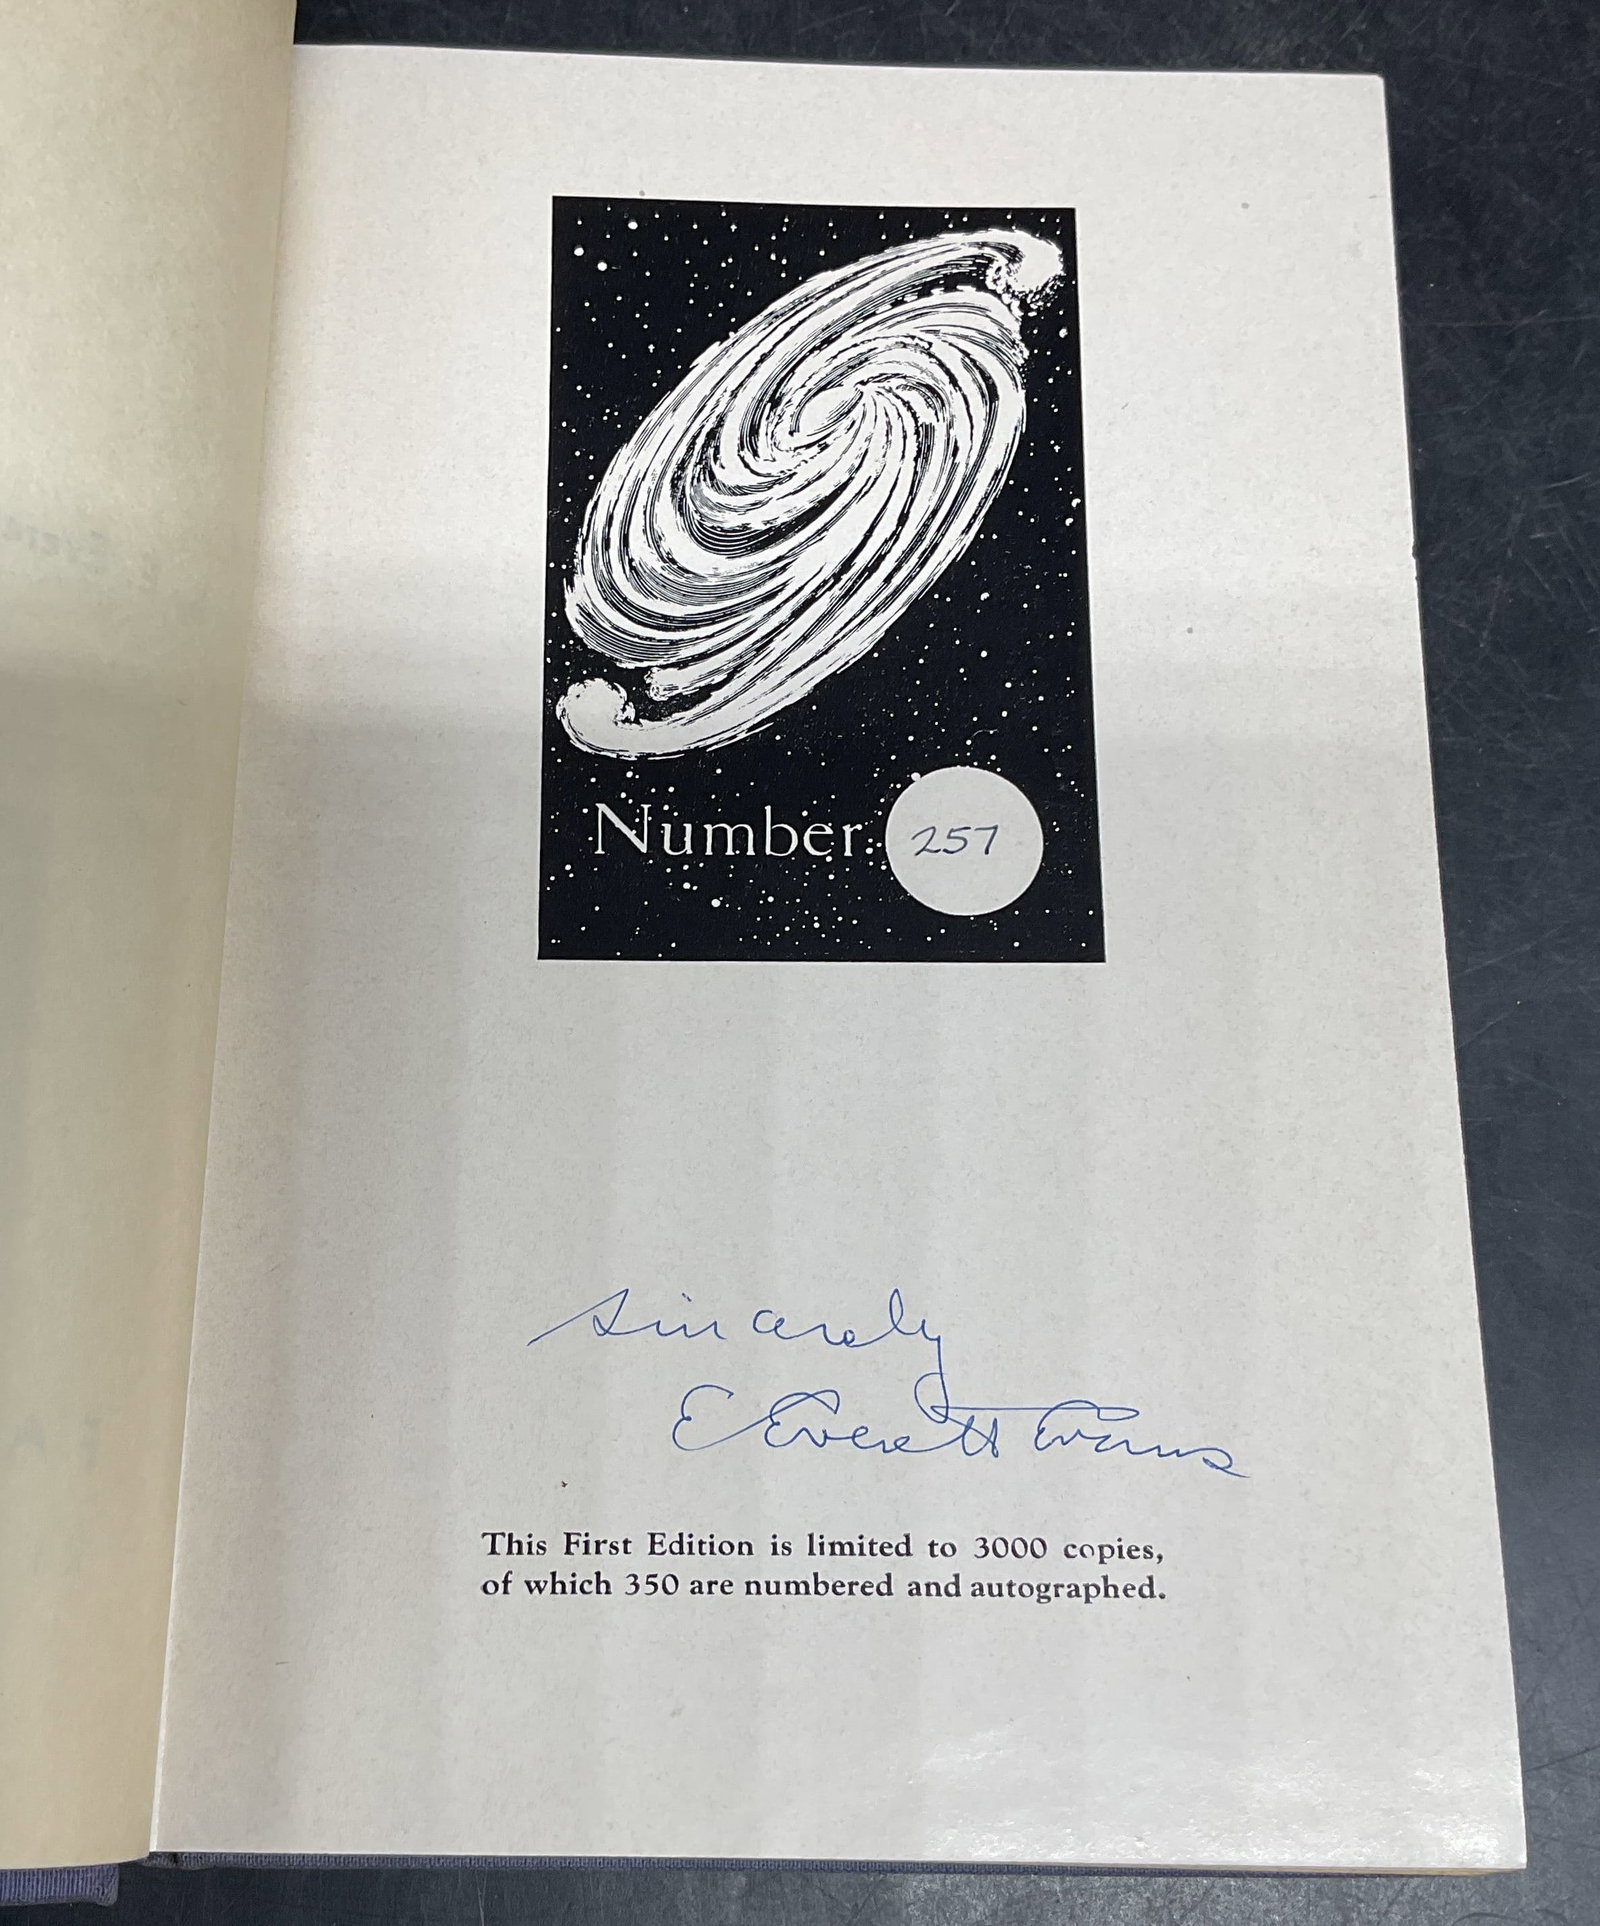 Number 257
Sincerely
E Everett Evans
This First Edition is limited to 3000 copies,
of which 350 are numbered and autographed.